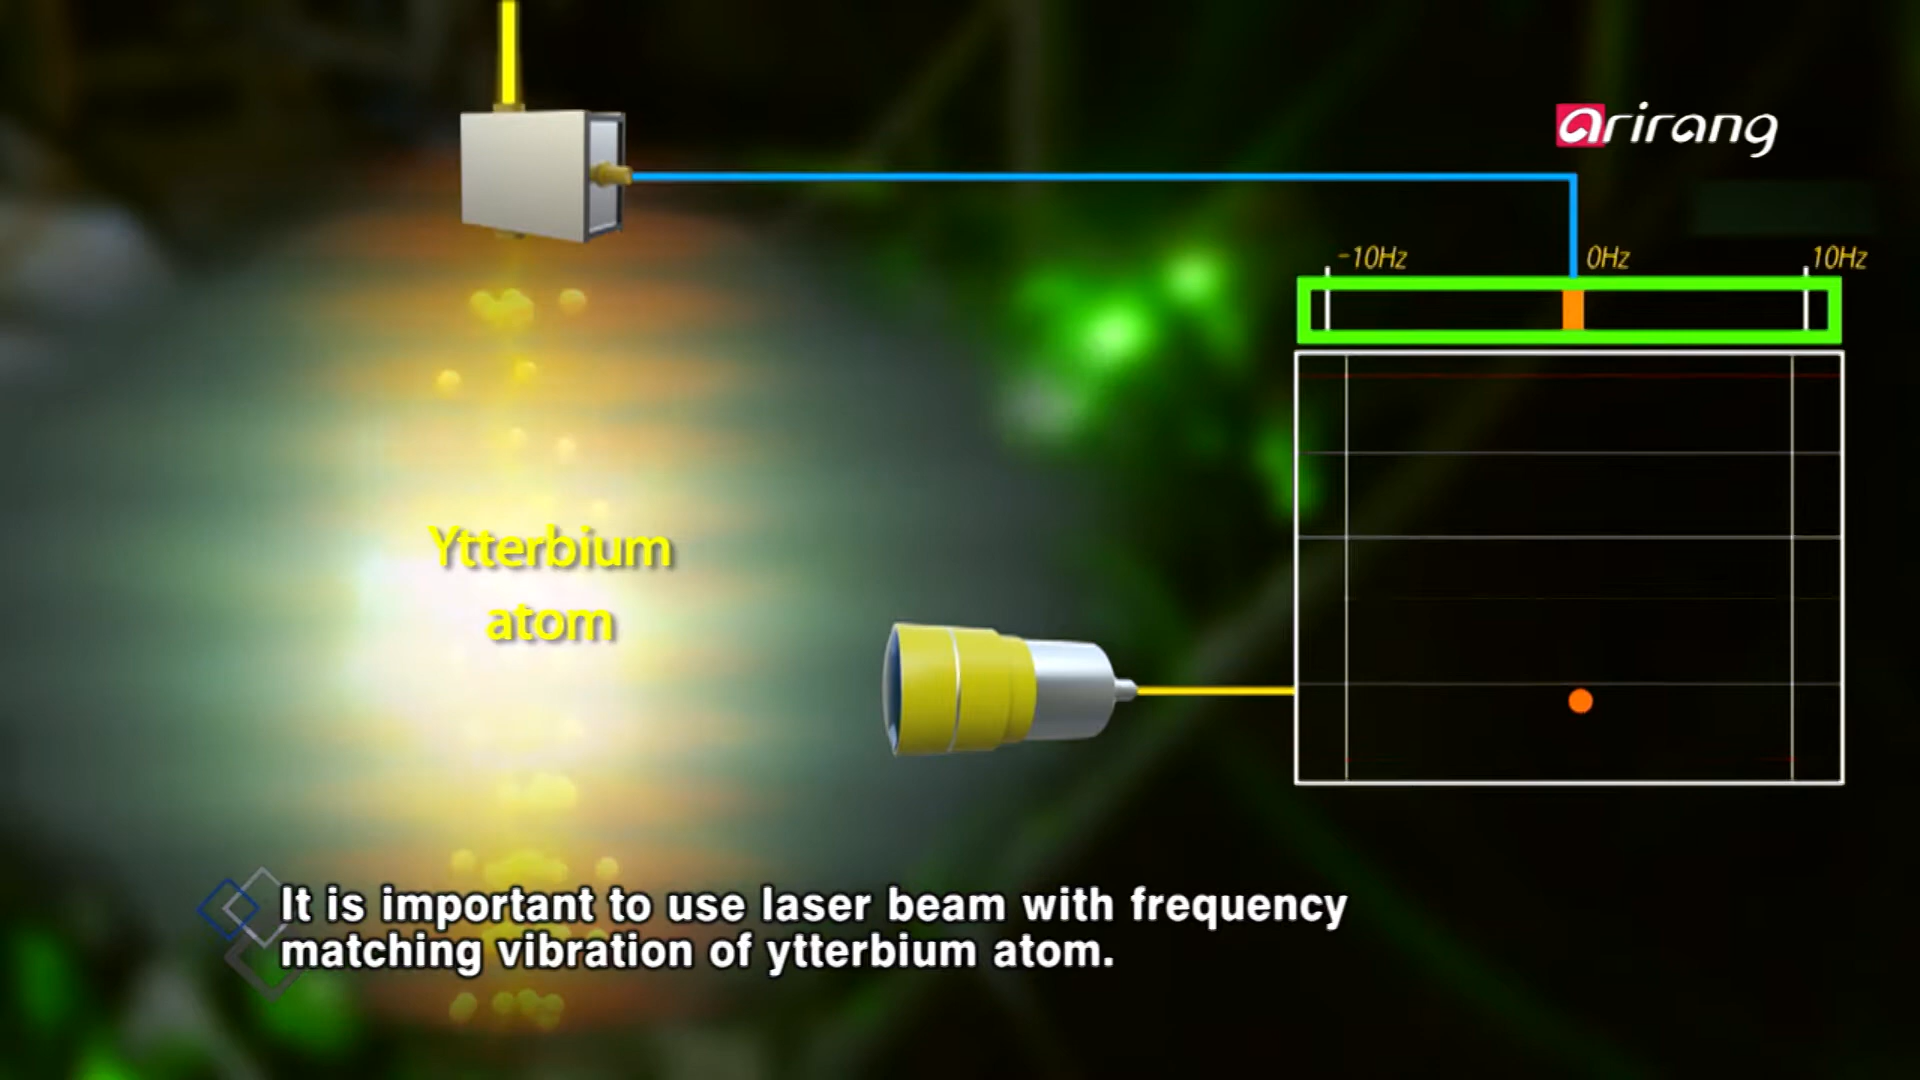 arirang
-10Hz
0Hz
10Hz
Ytterbium
atom
It is important to use laser beam with frequency
matching vibration of ytterbium atom.